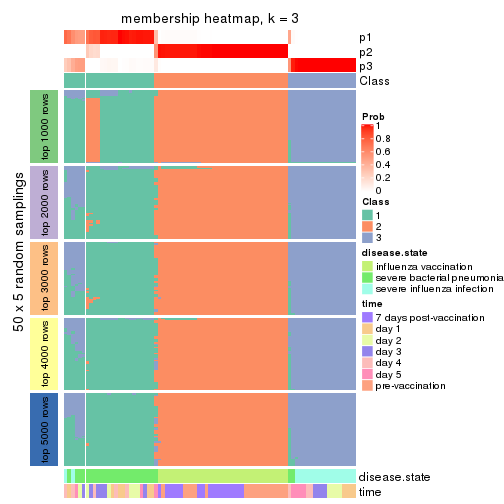 membership heatmap, k = 3
p1
p2
p3
Class
50 x 5 random samplings
top 1000 rows
top 2000 rows
top 3000 rows
top 4000 rows
top 5000 rows
Prob
1
0.8
0.6
0.4
0.2
0
Class
1
2
3
disease.state
influenza vaccination
severe bacterial pneumonia
severe influenza infection
time
7 days post-vaccination
day 1
day 2
day 3
day 4
day 5
pre-vaccination
disease.state
time